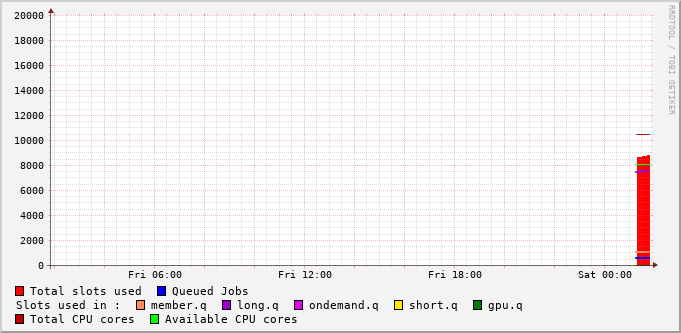 20000
18000
16000
14000
12000
10000
8000
6000
4000
2000
0
Fri 06:00 Fri 12:00 Fri 18:00 Sat 00:00
RRDTOOL / TOBI OETIKER
Total slots used Queued Jobs
Slots used in : member.q long.q ondemand.q short.q gpu.q
Total CPU cores Available CPU cores